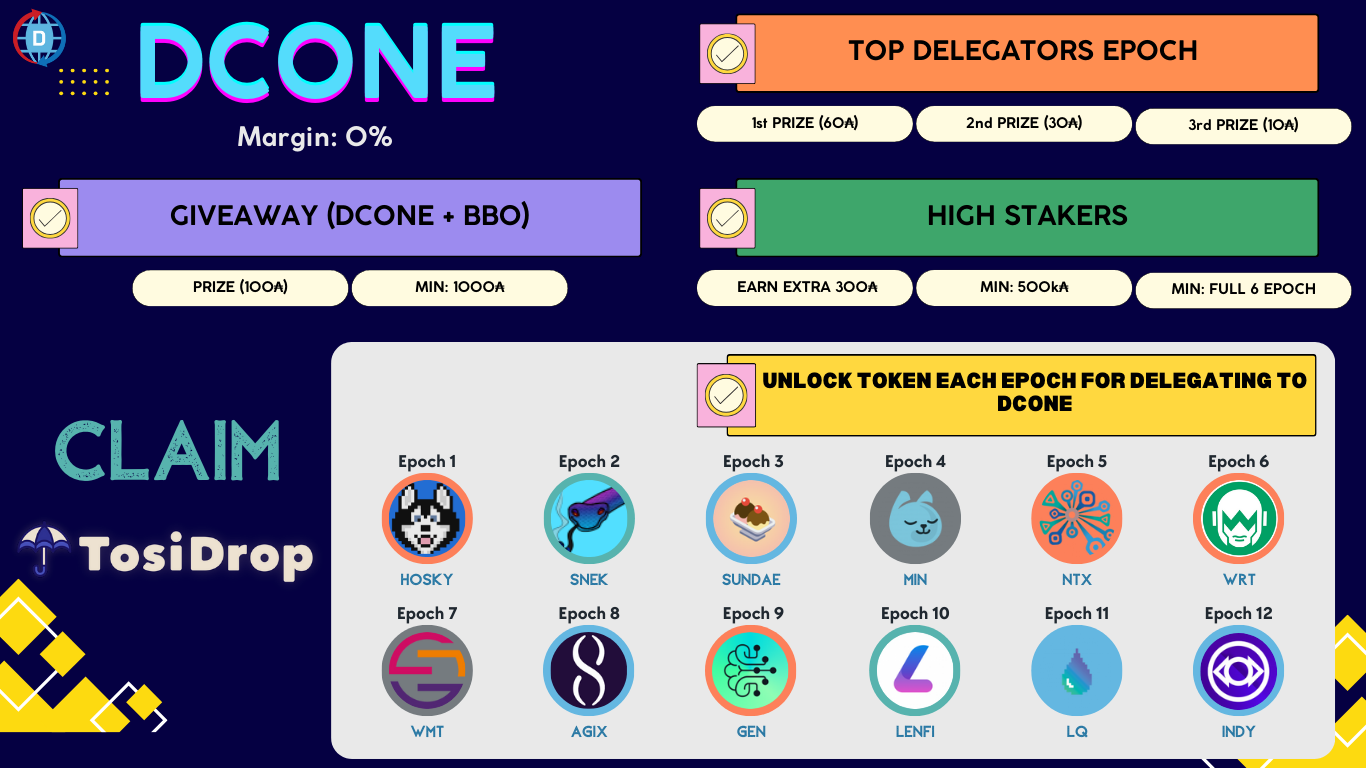 D
DCONE
Margin: 0%
TOP DELEGATORS EPOCH
1st PRIZE (60₳)
2nd PRIZE (30₳)
3rd PRIZE (10₳)
GIVEAWAY (DCONE + BBO)
PRIZE (100₳)
MIN: 1000₳
HIGH STAKERS
EARN EXTRA 300₳
MIN: 500k₳
MIN: FULL 6 EPOCH
CLAIM
TosiDrop
UNLOCK TOKEN EACH EPOCH FOR DELEGATING TO
DCONE
Epoch 1
Epoch 2
Epoch 3
Epoch 4
Epoch 5
Epoch 6
HOSKY
SNEK
SUNDAE
MIN
NTX
WRT
Epoch 7
Epoch 8
Epoch 9
Epoch 10
Epoch 11
Epoch 12
WMT
AGIX
GEN
LENFI
LQ
INDY